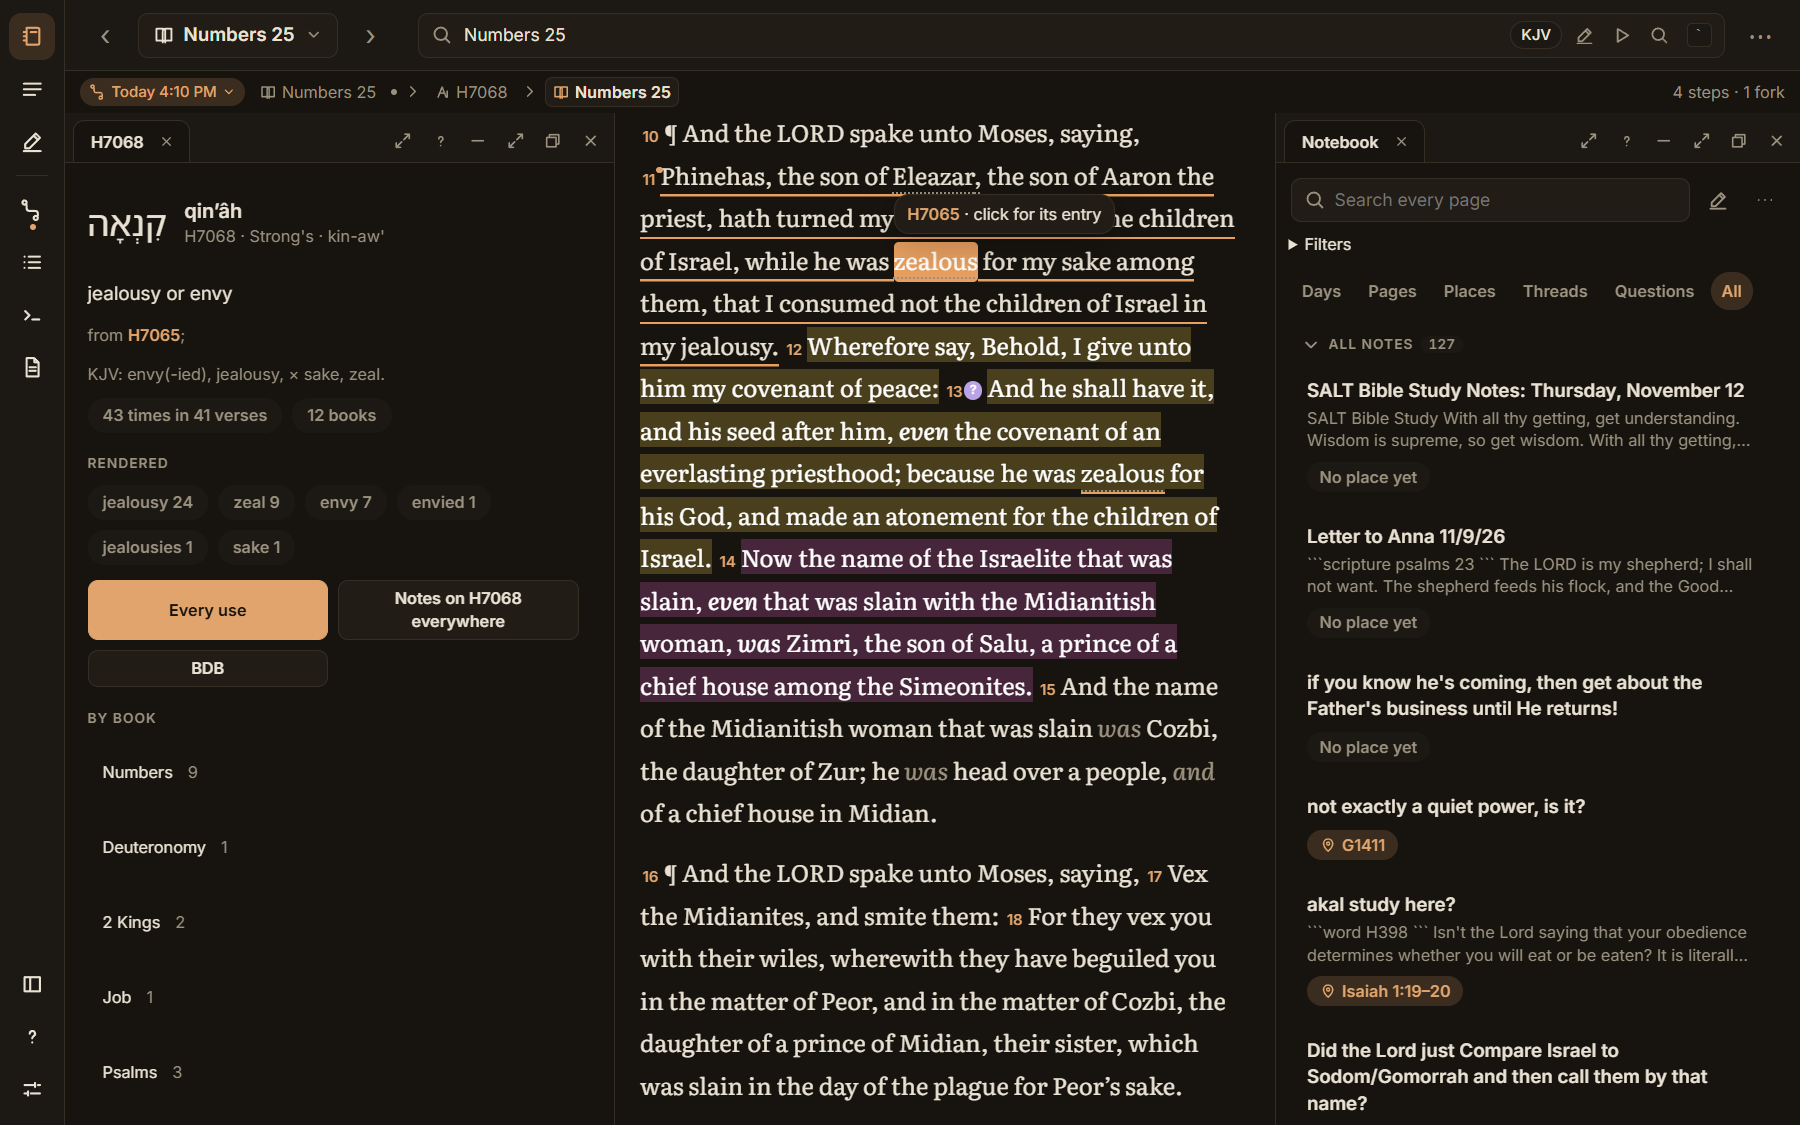 Numbers 25
Numbers 25
KJV
`
Today 4:10 PM
Numbers 25
H7068
Numbers 25
4 steps · 1 fork
H7068
?
קִנְאָה
qin'âh
H7068 · Strong's · kin-aw'
jealousy or envy
from H7065;
KJV: envy(-ied), jealousy, × sake, zeal.
43 times in 41 verses
12 books
RENDERED
jealousy 24
zeal 9
envy 7
envied 1
jealousies 1
sake 1
Every use
Notes on H7068
everywhere
BDB
BY BOOK
Numbers 9
Deuteronomy 1
2 Kings 2
Job 1
Psalms 3
?
10 ¶ And the LORD spake unto Moses, saying,
11 Phinehas, the son of Eleazar, the son of Aaron the
priest, hath turned my
H7065 · click for its entry
children
of Israel, while he was zealous for my sake among
them, that I consumed not the children of Israel in
my jealousy. 12 Wherefore say, Behold, I give unto
him my covenant of peace: 13 ? And he shall have it,
and his seed after him, even the covenant of an
everlasting priesthood; because he was zealous for
his God, and made an atonement for the children of
Israel. 14 Now the name of the Israelite that was
slain, even that was slain with the Midianitish
woman, was Zimri, the son of Salu, a prince of a
chief house among the Simeonites. 15 And the name
of the Midianitish woman that was slain was Cozbi,
the daughter of Zur; he was head over a people, and
of a chief house in Midian.
16 ¶ And the LORD spake unto Moses, saying, 17 Vex
the Midianites, and smite them: 18 For they vex you
with their wiles, wherewith they have beguiled you
in the matter of Peor, and in the matter of Cozbi, the
daughter of a prince of Midian, their sister, which
was slain in the day of the plague for Peor's sake.
Notebook
?
Search every page
Filters
Days
Pages
Places
Threads
Questions
All
ALL NOTES 127
SALT Bible Study Notes: Thursday, November 12
SALT Bible Study With all thy getting, get understanding.
Wisdom is supreme, so get wisdom. With all thy getting,...
No place yet
Letter to Anna 11/9/26
```scripture psalms 23 ``` The LORD is my shepherd; I shall
not want. The shepherd feeds his flock, and the Good...
No place yet
if you know he's coming, then get about the
Father's business until He returns!
No place yet
not exactly a quiet power, is it?
G1411
akal study here?
```word H398 ``` Isn't the Lord saying that your obedience
determines whether you will eat or be eaten? It is literall...
Isaiah 1:19–20
Did the Lord just Compare Israel to
Sodom/Gomorrah and then call them by that
name?